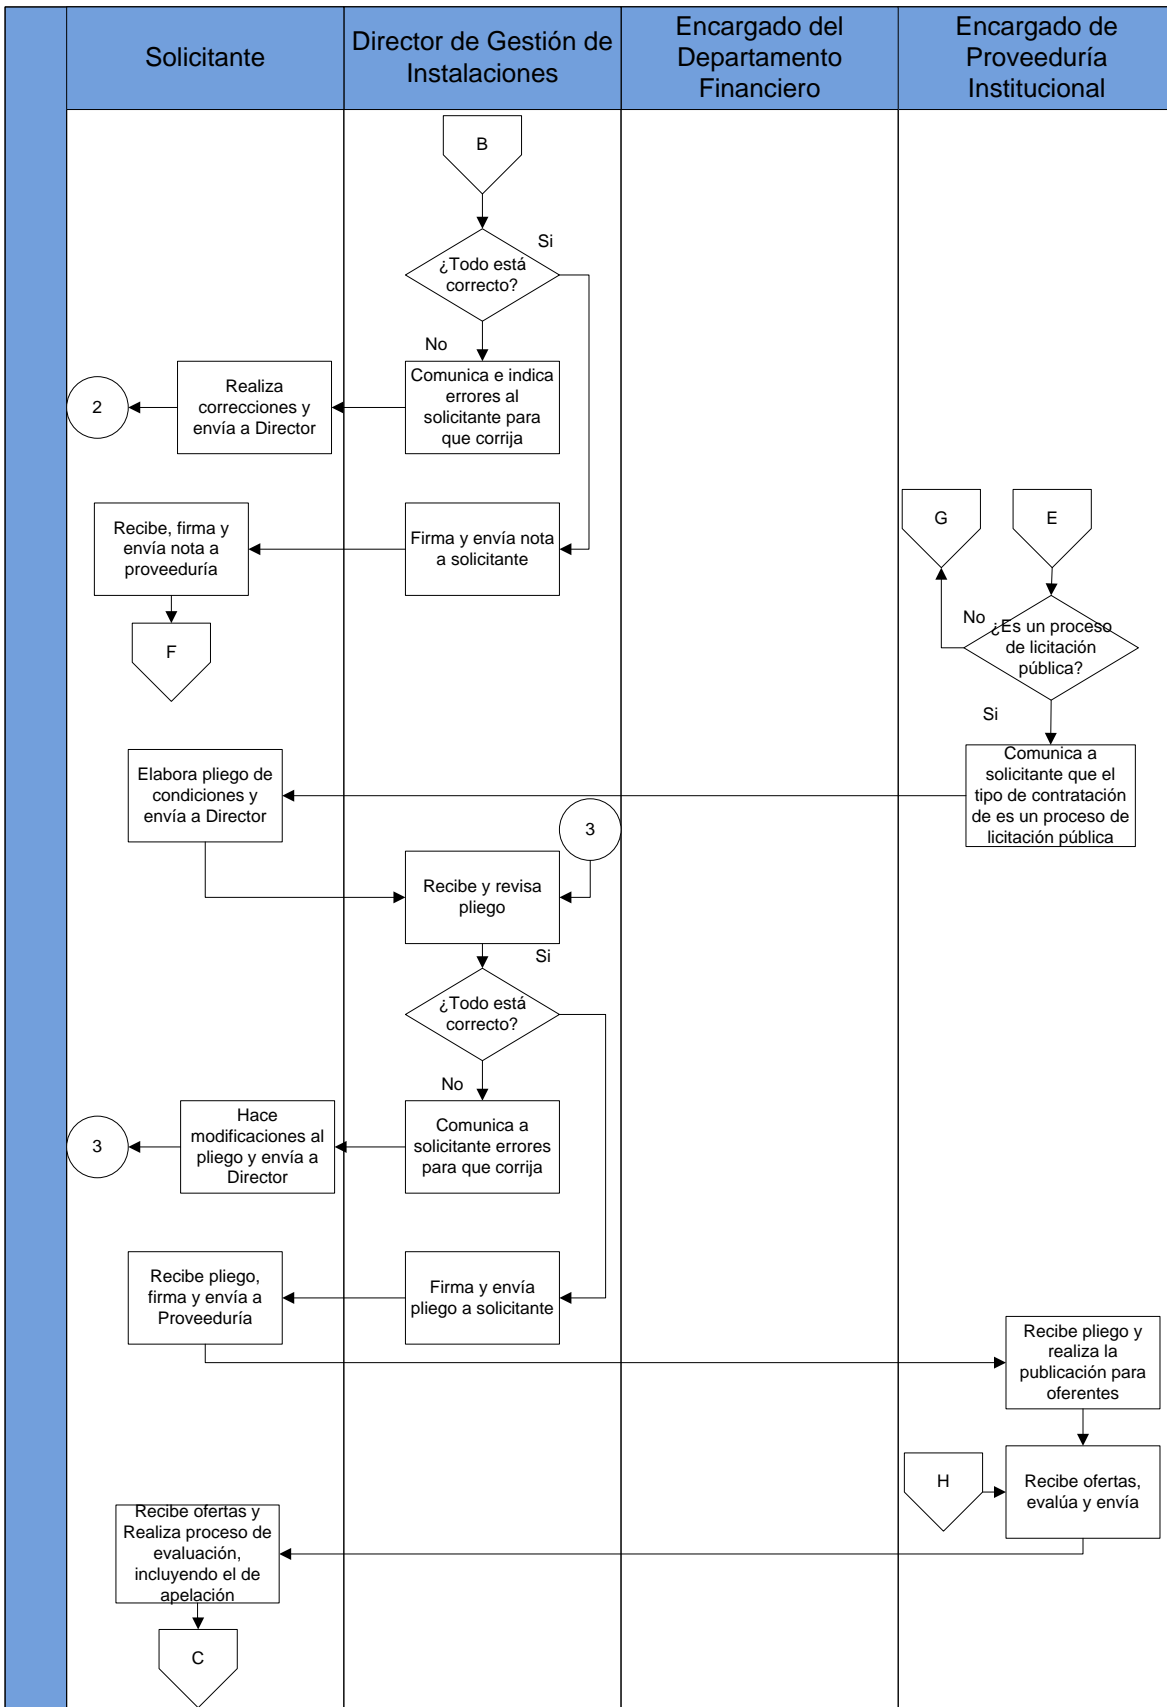 Solicitante
Director de Gestión de
Instalaciones
Encargado del
Departamento
Financiero
Encargado de
Proveeduría
Institucional
B
Si
¿Todo está
correcto?
No
Comunica e indica
errores al
solicitante para
que corrija
Realiza
correcciones y
envía a Director
2
Recibe, firma y
envía nota a
proveeduría
Firma y envía nota
a solicitante
G
E
F
No
¿Es un proceso
de licitación
pública?
Si
Elabora pliego de
condiciones y
envía a Director
Comunica a
solicitante que el
tipo de contratación
de es un proceso de
licitación pública
3
Recibe y revisa
pliego
Si
¿Todo está
correcto?
No
Comunica a
solicitante errores
para que corrija
Hace
modificaciones al
pliego y envía a
Director
3
Recibe pliego,
firma y envía a
Proveeduría
Firma y envía
pliego a solicitante
Recibe pliego y
realiza la
publicación para
oferentes
H
Recibe ofertas,
evalúa y envía
Recibe ofertas y
Realiza proceso de
evaluación,
incluyendo el de
apelación
C